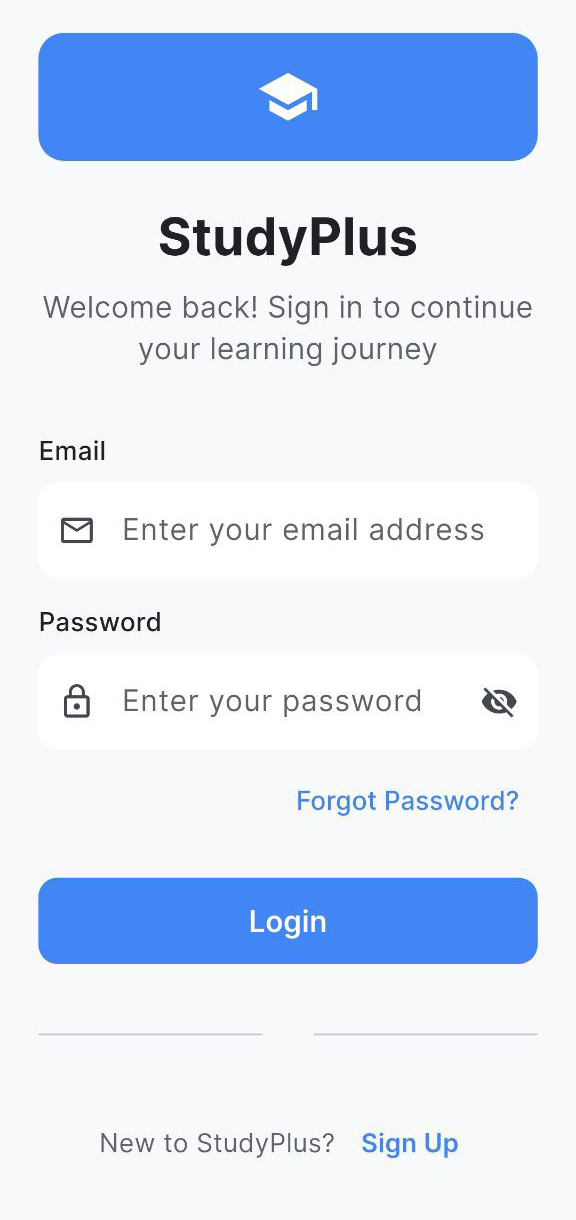 StudyPlus
Welcome back! Sign in to continue
your learning journey
Email
Enter your email address
Password
Enter your password
Forgot Password?
Login
New to StudyPlus? Sign Up